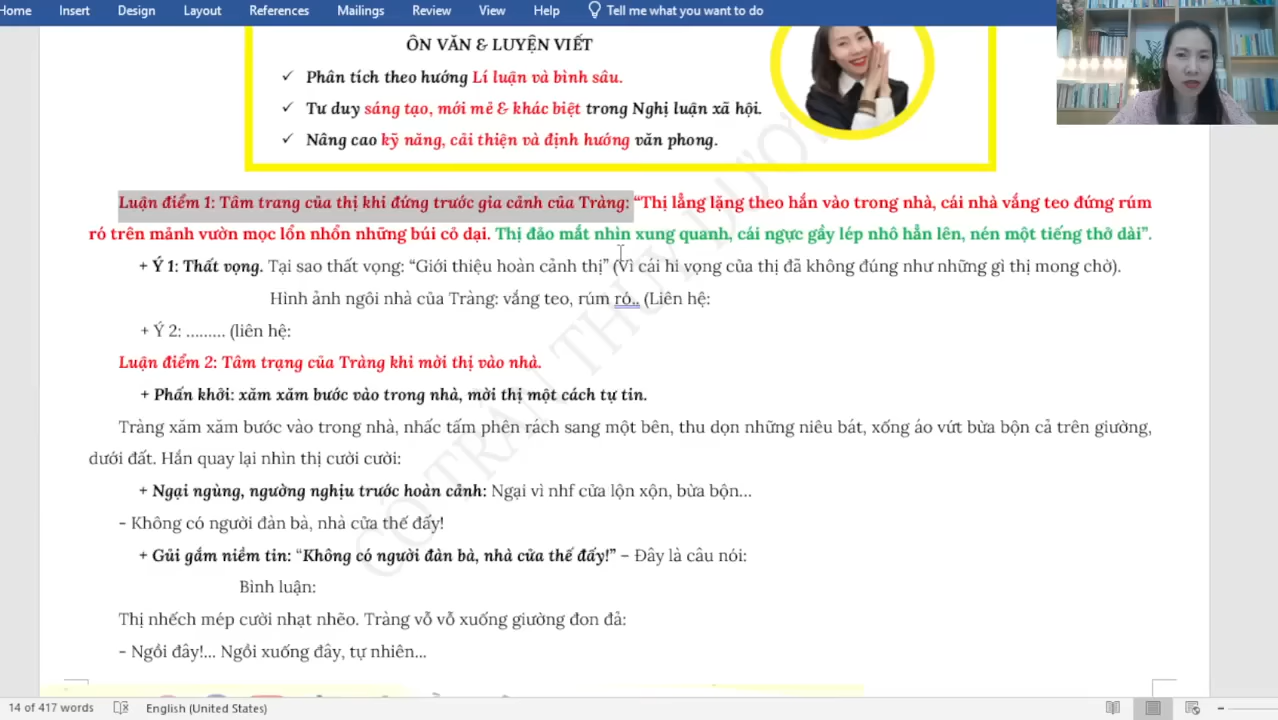 Home Insert Design Layout References Mailings Review View Help Tell me what you want to do
ÔN VĂN & LUYỆN VIẾT
✓ Phân tích theo hướng Lí luận và bình sâu.
✓ Tư duy sáng tạo, mới mẻ & khác biệt trong Nghị luận xã hội.
✓ Nâng cao kỹ năng, cải thiện và định hướng văn phong.
Luận điểm 1: Tâm trang của thị khi đứng trước gia cảnh của Tràng: “Thị lẳng lặng theo hắn vào trong nhà, cái nhà vắng teo đứng rúm
ró trên mảnh vườn mọc lổn nhổn những búi cỏ dại. Thị đảo mắt nhìn xung quanh, cái ngực gầy lép nhô hẳn lên, nén một tiếng thở dài”.
+ Ý 1: Thất vọng. Tại sao thất vọng: “Giới thiệu hoàn cảnh thị” (Vì cái hi vọng của thị đã không đúng như những gì thị mong chờ).
Hình ảnh ngôi nhà của Tràng: vắng teo, rúm ró.. (Liên hệ:
+ Ý 2: ……… (liên hệ:
Luận điểm 2: Tâm trạng của Tràng khi mời thị vào nhà.
+ Phấn khởi: xăm xăm bước vào trong nhà, mời thị một cách tự tin.
Tràng xăm xăm bước vào trong nhà, nhấc tấm phên rách sang một bên, thu dọn những niêu bát, xống áo vứt bừa bộn cả trên giường,
dưới đất. Hắn quay lại nhìn thị cười cười:
+ Ngại ngùng, ngường nghịu trước hoàn cảnh: Ngại vì nhf cửa lộn xộn, bừa bộn…
- Không có người đàn bà, nhà cửa thế đấy!
+ Gửi gắm niềm tin: “Không có người đàn bà, nhà cửa thế đấy!” – Đây là câu nói:
Bình luận:
Thị nhếch mép cười nhạt nhẽo. Tràng vỗ vỗ xuống giường đon đả:
- Ngồi đây!... Ngồi xuống đây, tự nhiên...
CÔ TRẦN THUỲ DƯƠNG
14 of 417 words English (United States)